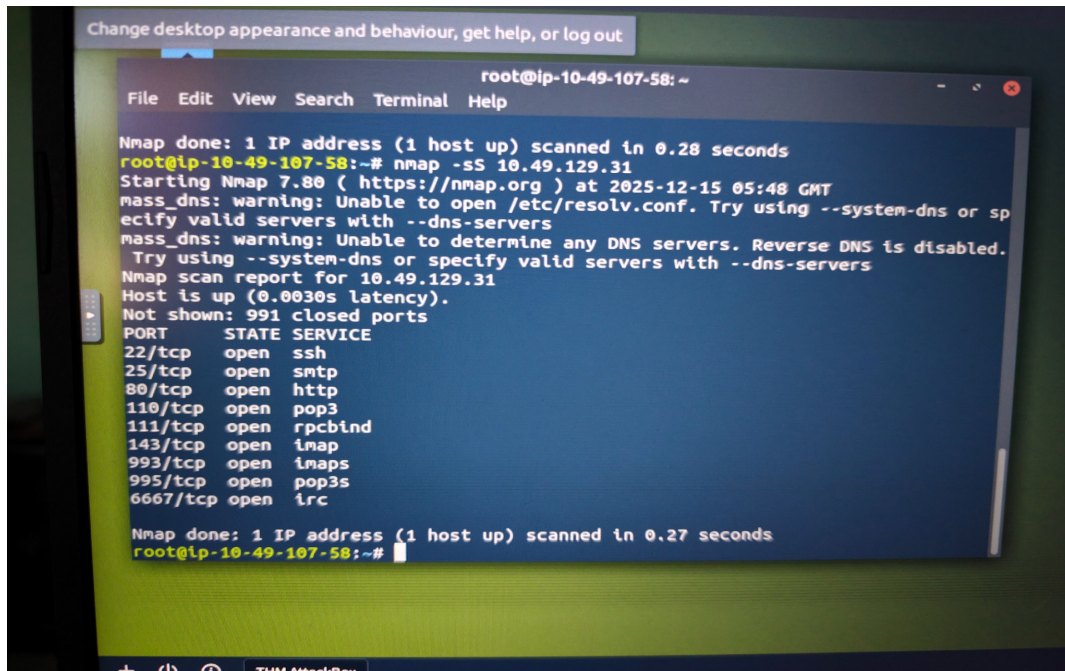 Change desktop appearance and behaviour, get help, or log out
root@ip-10-49-107-58: ~
File Edit View Search Terminal Help
Nmap done: 1 IP address (1 host up) scanned in 0.28 seconds
root@ip-10-49-107-58:~# nmap -sS 10.49.129.31
Starting Nmap 7.80 ( https://nmap.org ) at 2025-12-15 05:48 GMT
mass_dns: warning: Unable to open /etc/resolv.conf. Try using --system-dns or sp
ecify valid servers with --dns-servers
mass_dns: warning: Unable to determine any DNS servers. Reverse DNS is disabled.
Try using --system-dns or specify valid servers with --dns-servers
Nmap scan report for 10.49.129.31
Host is up (0.0030s latency).
Not shown: 991 closed ports
PORT STATE SERVICE
22/tcp open ssh
25/tcp open smtp
80/tcp open http
110/tcp open pop3
111/tcp open rpcbind
143/tcp open imap
993/tcp open imaps
995/tcp open pop3s
6667/tcp open irc
Nmap done: 1 IP address (1 host up) scanned in 0.27 seconds
root@ip-10-49-107-58:~#
THM AttackBox